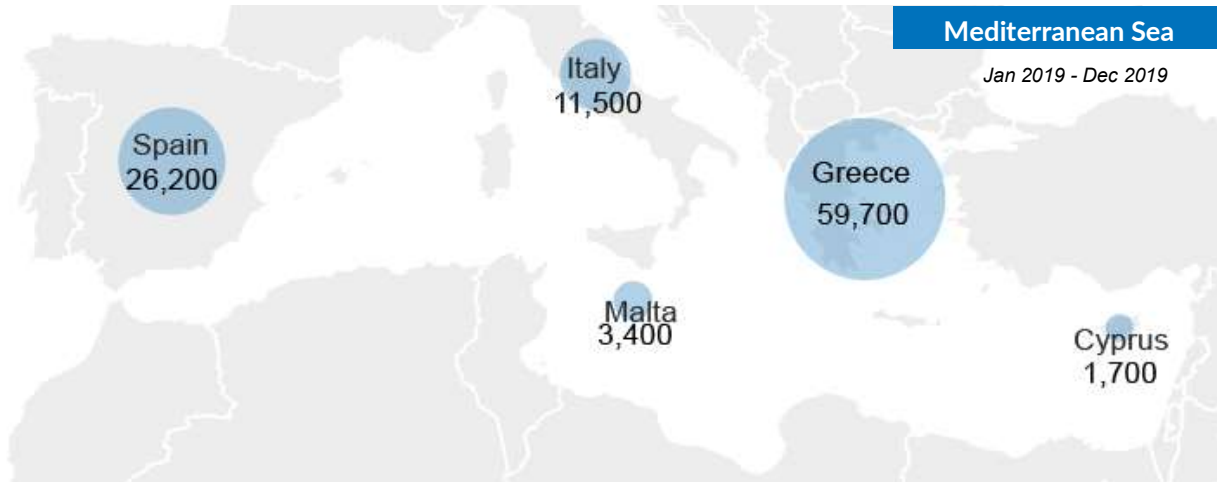 Mediterranean Sea
Jan 2019 - Dec 2019
Italy
11,500
Spain
26,200
Greece
59,700
Malta
3,400
Cyprus
1,700